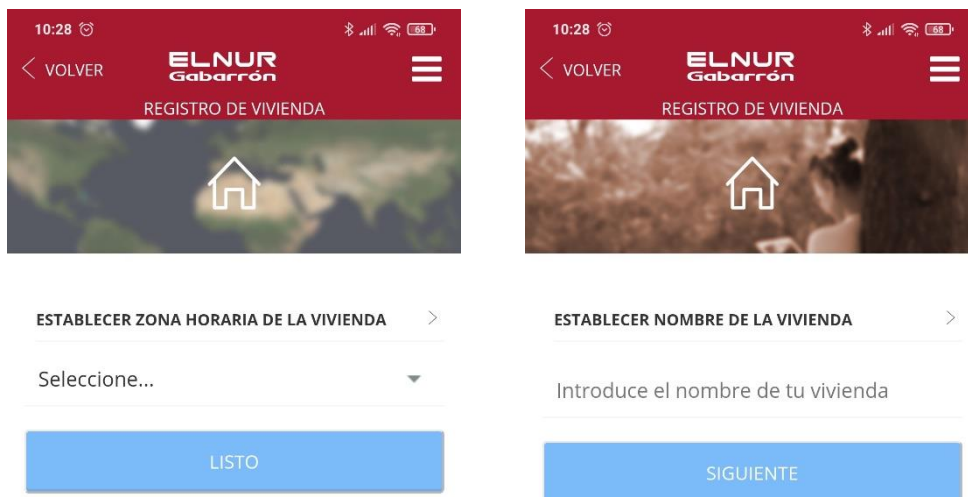 10:28
68
< VOLVER
ELNUR
Gabarrón
REGISTRO DE VIVIENDA
ESTABLECER ZONA HORARIA DE LA VIVIENDA >
Seleccione...
LISTO
10:28
68
< VOLVER
ELNUR
Gabarrón
REGISTRO DE VIVIENDA
ESTABLECER NOMBRE DE LA VIVIENDA >
Introduce el nombre de tu vivienda
SIGUIENTE